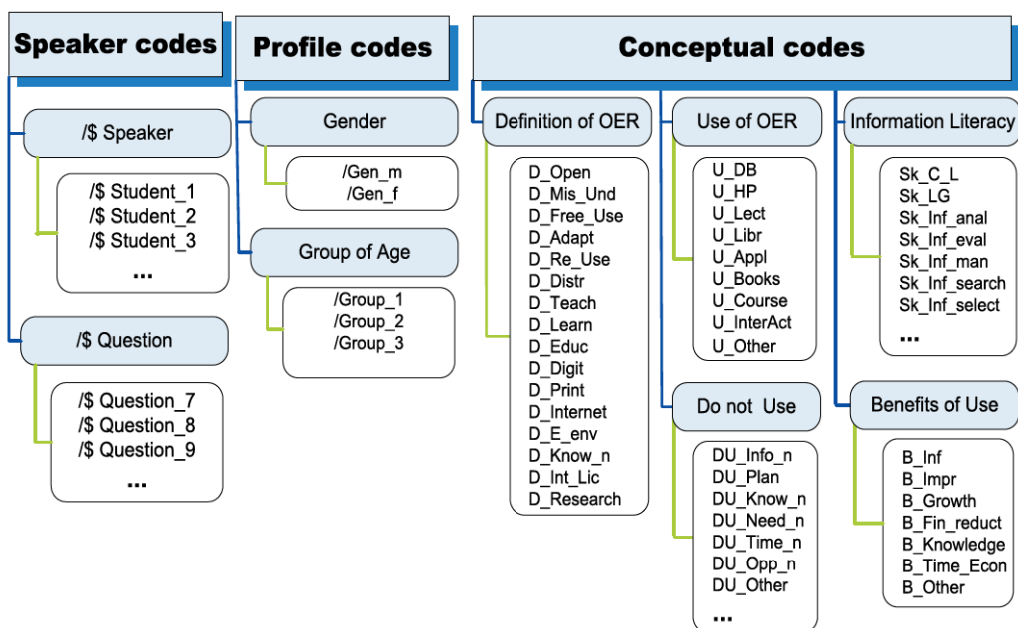 Speaker codes
/$ Speaker
/$ Student_1
/$ Student_2
/$ Student_3
...
/$ Question
/$ Question_7
/$ Question_8
/$ Question_9
...
Profile codes
Gender
/Gen_m
/Gen_f
Group of Age
/Group_1
/Group_2
/Group_3
Conceptual codes
Definition of OER
D_Open
D_Mis_Und
D_Free_Use
D_Adapt
D_Re_Use
D_Distr
D_Teach
D_Learn
D_Educ
D_Digit
D_Print
D_Internet
D_E_env
D_Know_n
D_Int_Lic
D_Research
Use of OER
U_DB
U_HP
U_Lect
U_Libr
U_Appl
U_Books
U_Course
U_InterAct
U_Other
Do not Use
DU_Info_n
DU_Plan
DU_Know_n
DU_Need_n
DU_Time_n
DU_Opp_n
DU_Other
...
Information Literacy
Sk_C_L
Sk_LG
Sk_Inf_anal
Sk_Inf_eval
Sk_Inf_man
Sk_Inf_search
Sk_Inf_select
...
Benefits of Use
B_Inf
B_Impr
B_Growth
B_Fin_reduct
B_Knowledge
B_Time_Econ
B_Other